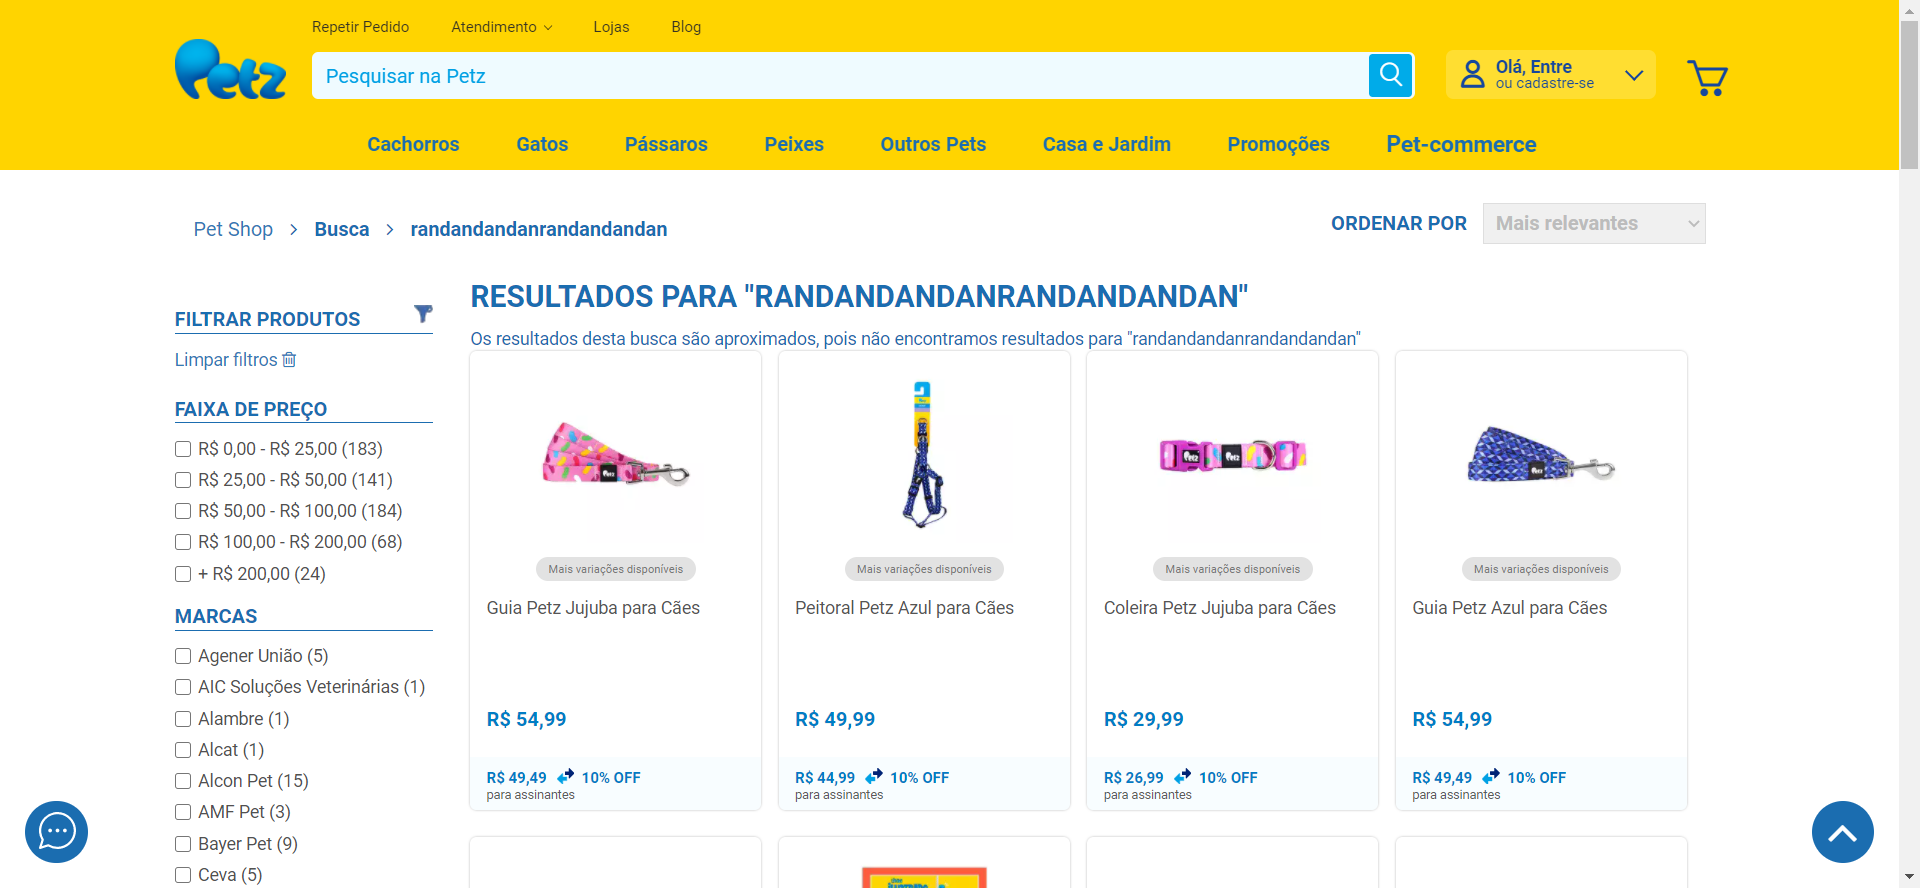 Repetir Pedido
Atendimento
Lojas
Blog
Petz
Pesquisar na Petz
Olá, Entre
ou cadastre-se
Cachorros
Gatos
Pássaros
Peixes
Outros Pets
Casa e Jardim
Promoções
Pet-commerce
Pet Shop > Busca > randandandanrandandandan
ORDENAR POR
Mais relevantes
FILTRAR PRODUTOS
Limpar filtros
FAIXA DE PREÇO
R$ 0,00 - R$ 25,00 (183)
R$ 25,00 - R$ 50,00 (141)
R$ 50,00 - R$ 100,00 (184)
R$ 100,00 - R$ 200,00 (68)
+ R$ 200,00 (24)
MARCAS
Agener União (5)
AIC Soluções Veterinárias (1)
Alambre (1)
Alcat (1)
Alcon Pet (15)
AMF Pet (3)
Bayer Pet (9)
Ceva (5)
RESULTADOS PARA "RANDANDANDANRANDANDANDAN"
Os resultados desta busca são aproximados, pois não encontramos resultados para "randandandanrandandandan"
Petz
Mais variações disponíveis
Guia Petz Jujuba para Cães
R$ 54,99
R$ 49,49 10% OFF
para assinantes
Mais variações disponíveis
Peitoral Petz Azul para Cães
R$ 49,99
R$ 44,99 10% OFF
para assinantes
Petz
Petz
Mais variações disponíveis
Coleira Petz Jujuba para Cães
R$ 29,99
R$ 26,99 10% OFF
para assinantes
Petz
Mais variações disponíveis
Guia Petz Azul para Cães
R$ 54,99
R$ 49,49 10% OFF
para assinantes